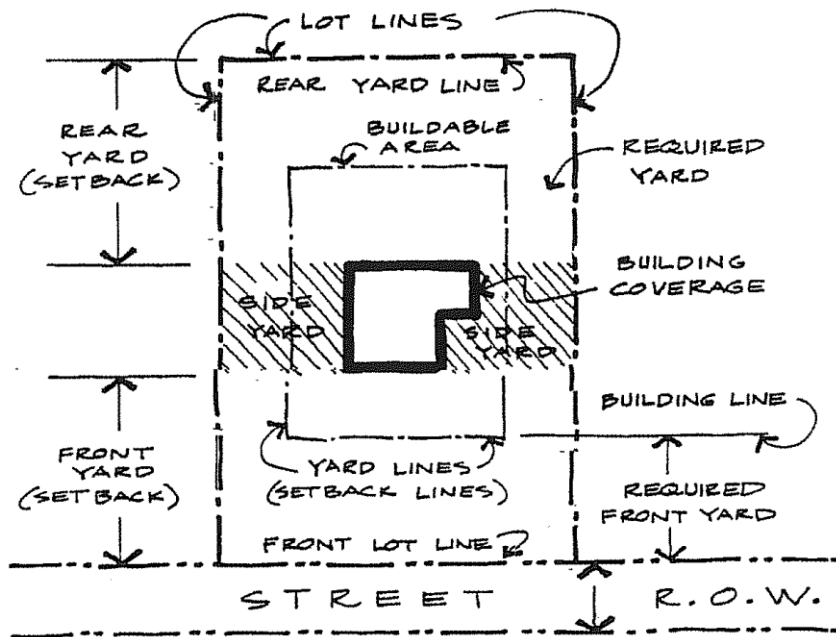 LOT LINES
REAR YARD LINE
REAR
YARD
(SETBACK)
BUILDABLE
AREA
REQUIRED
YARD
SIDE
YARD
BUILDING
COVERAGE
SIDE
YARD
BUILDING LINE
FRONT
YARD
(SETBACK)
YARD LINES
(SETBACK LINES)
REQUIRED
FRONT YARD
FRONT LOT LINE
STREET R.O.W.